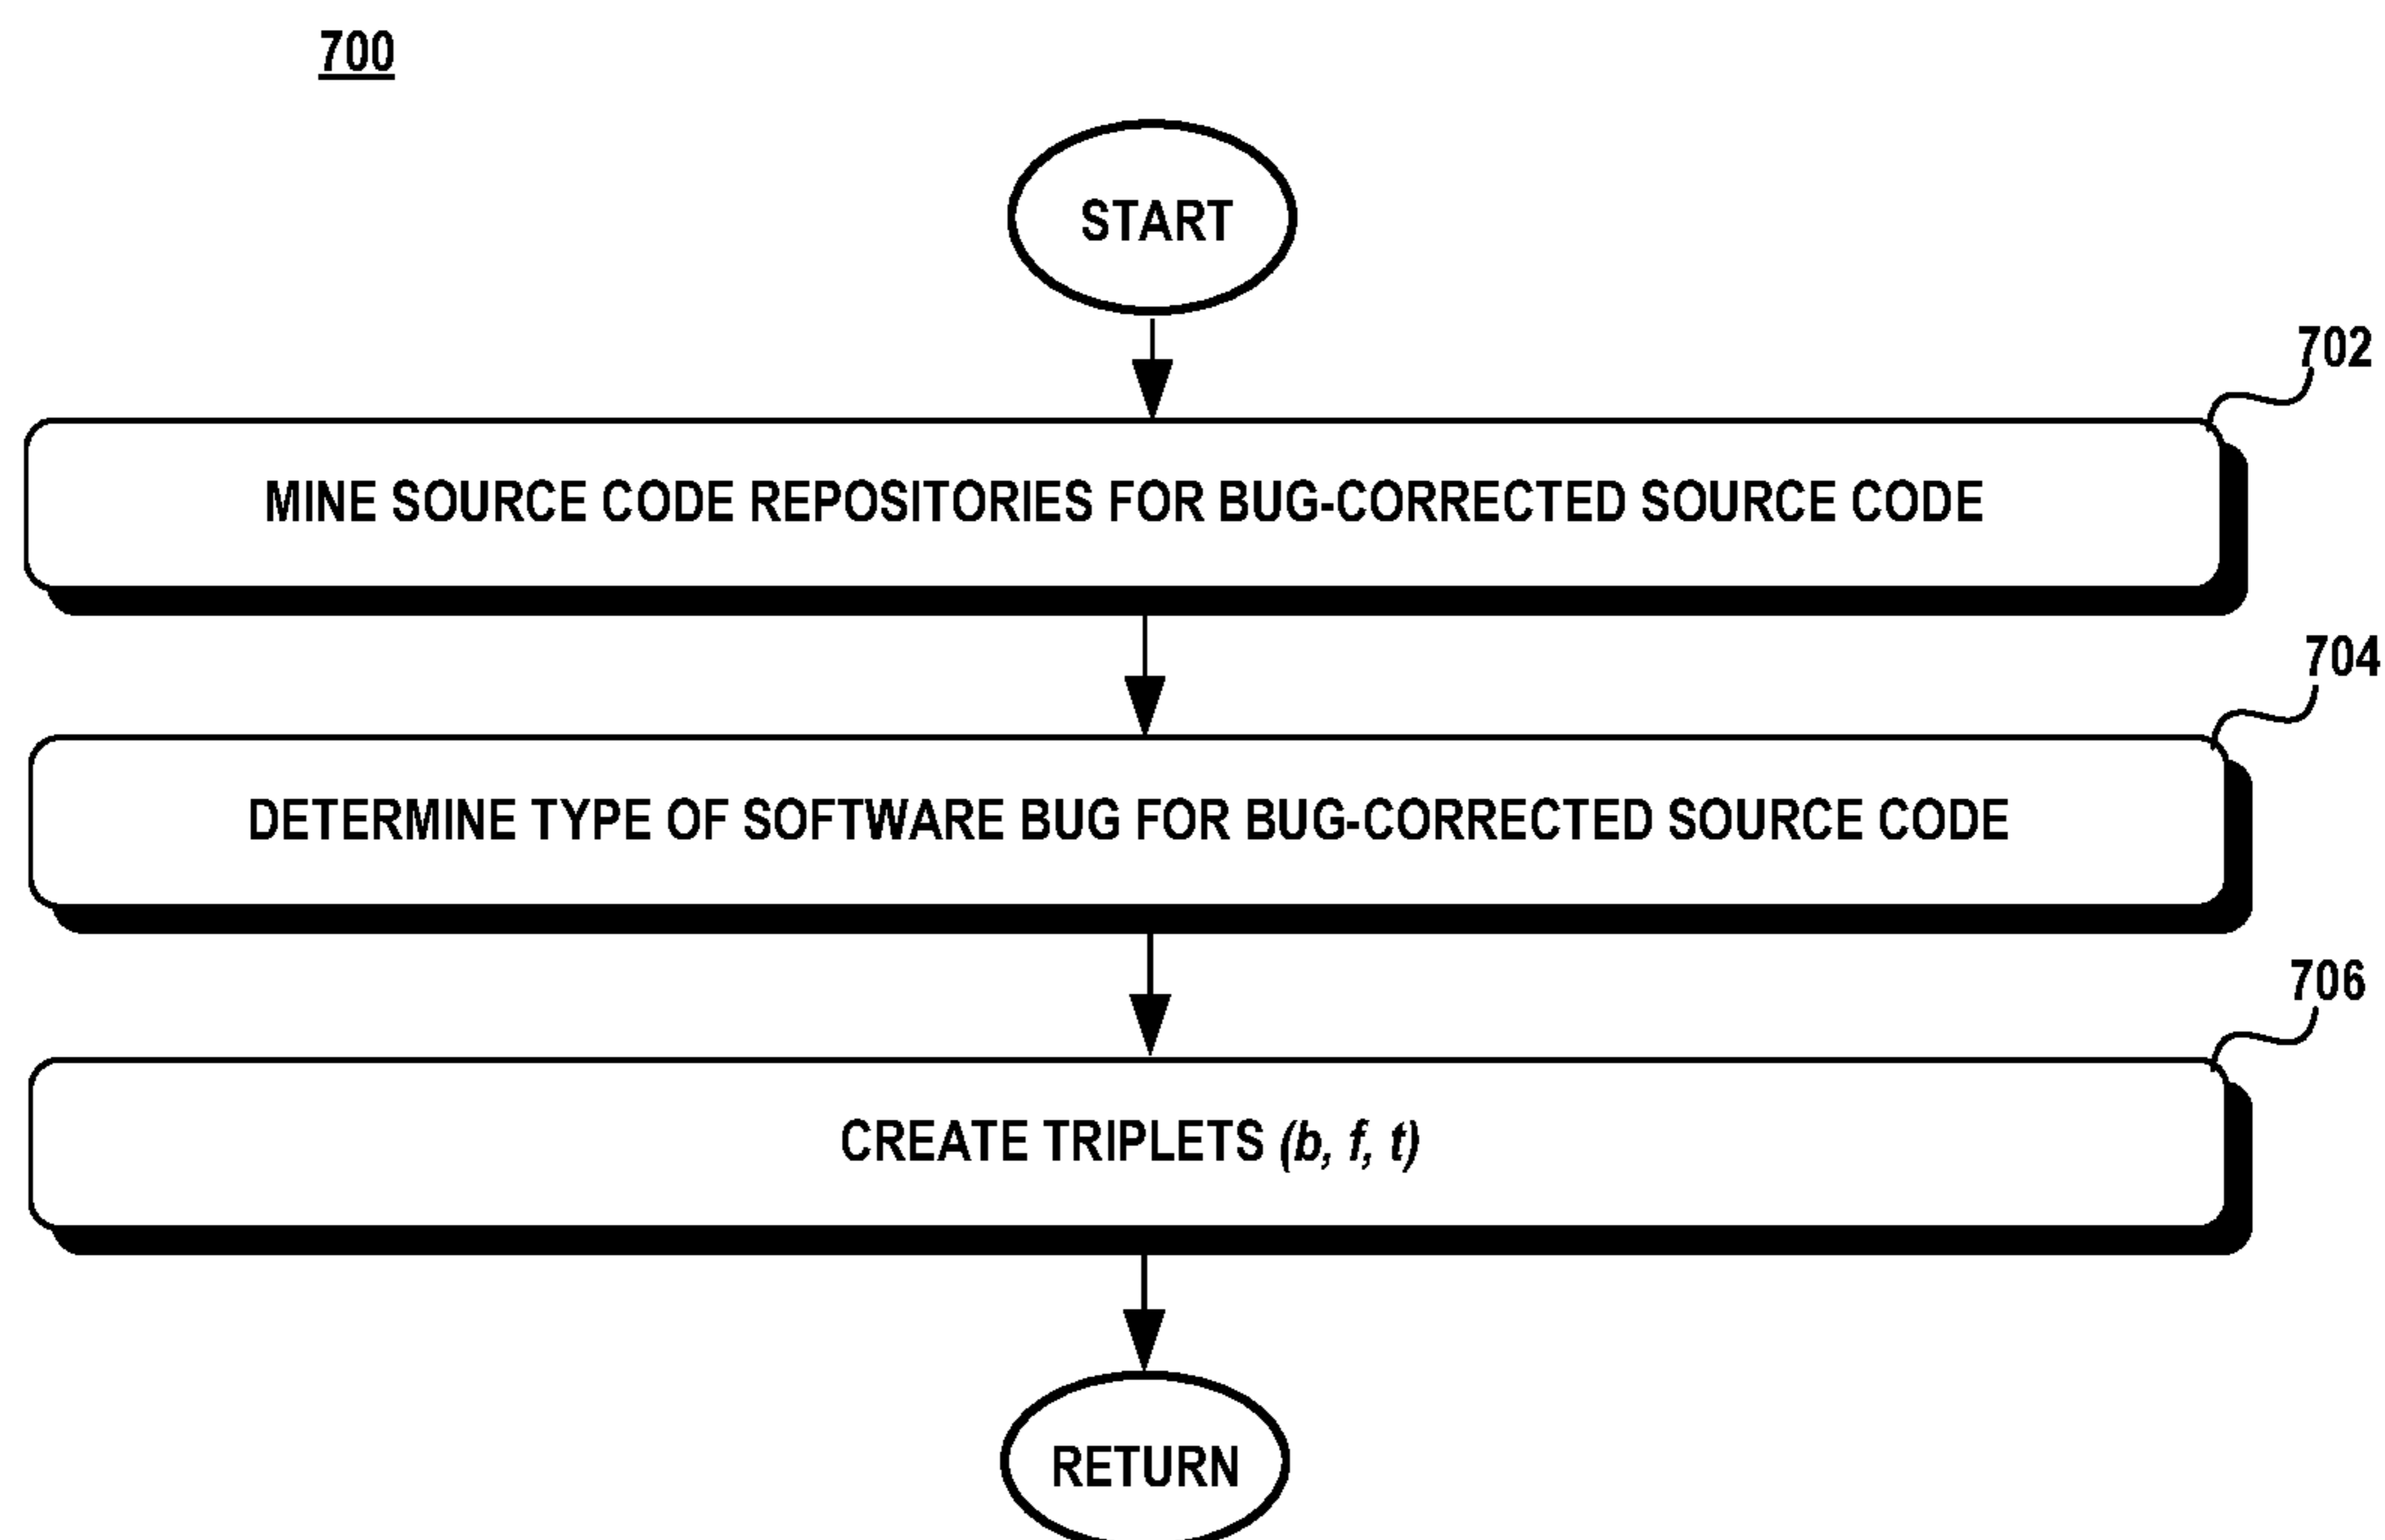 700
START
702
MINE SOURCE CODE REPOSITORIES FOR BUG-CORRECTED SOURCE CODE
704
DETERMINE TYPE OF SOFTWARE BUG FOR BUG-CORRECTED SOURCE CODE
706
CREATE TRIPLETS (b, f, t)
RETURN